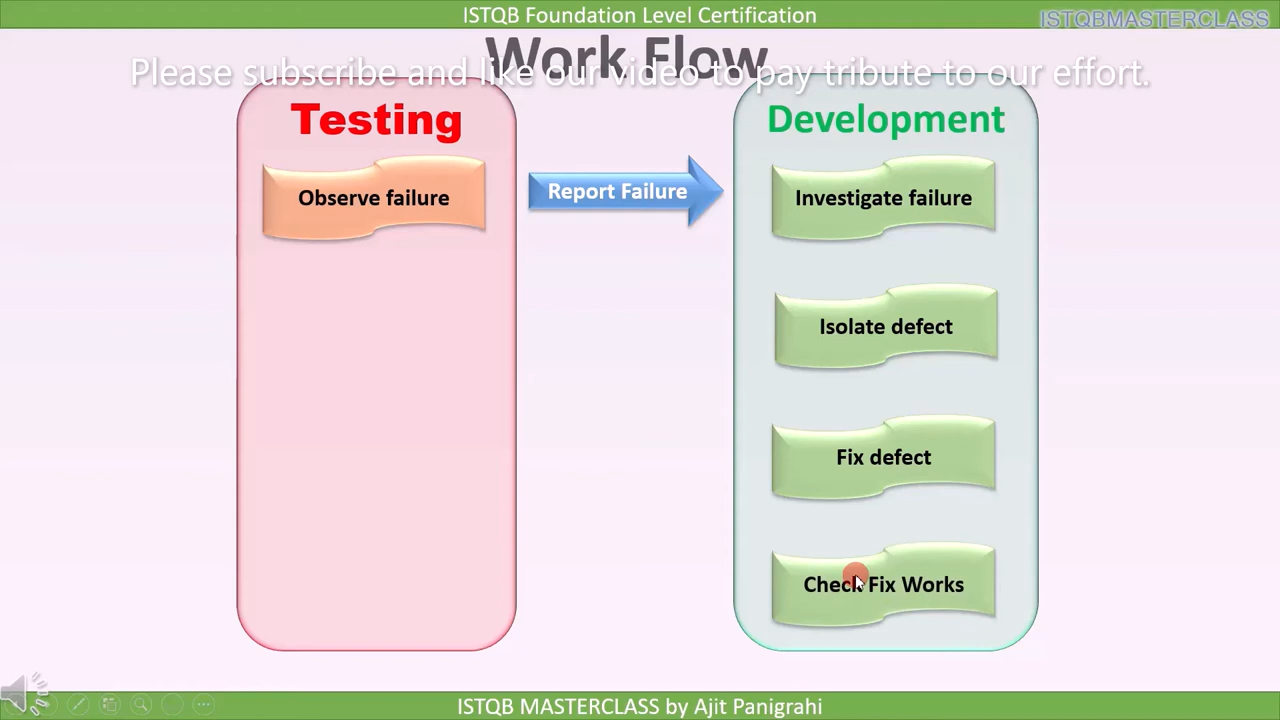 ISTQB Foundation Level Certification
ISTQBMASTERCLASS
Work Flow
Please subscribe and like our video to pay tribute to our effort.
Testing
Observe failure
Report Failure
Development
Investigate failure
Isolate defect
Fix defect
Check Fix Works
ISTQB MASTERCLASS by Ajit Panigrahi